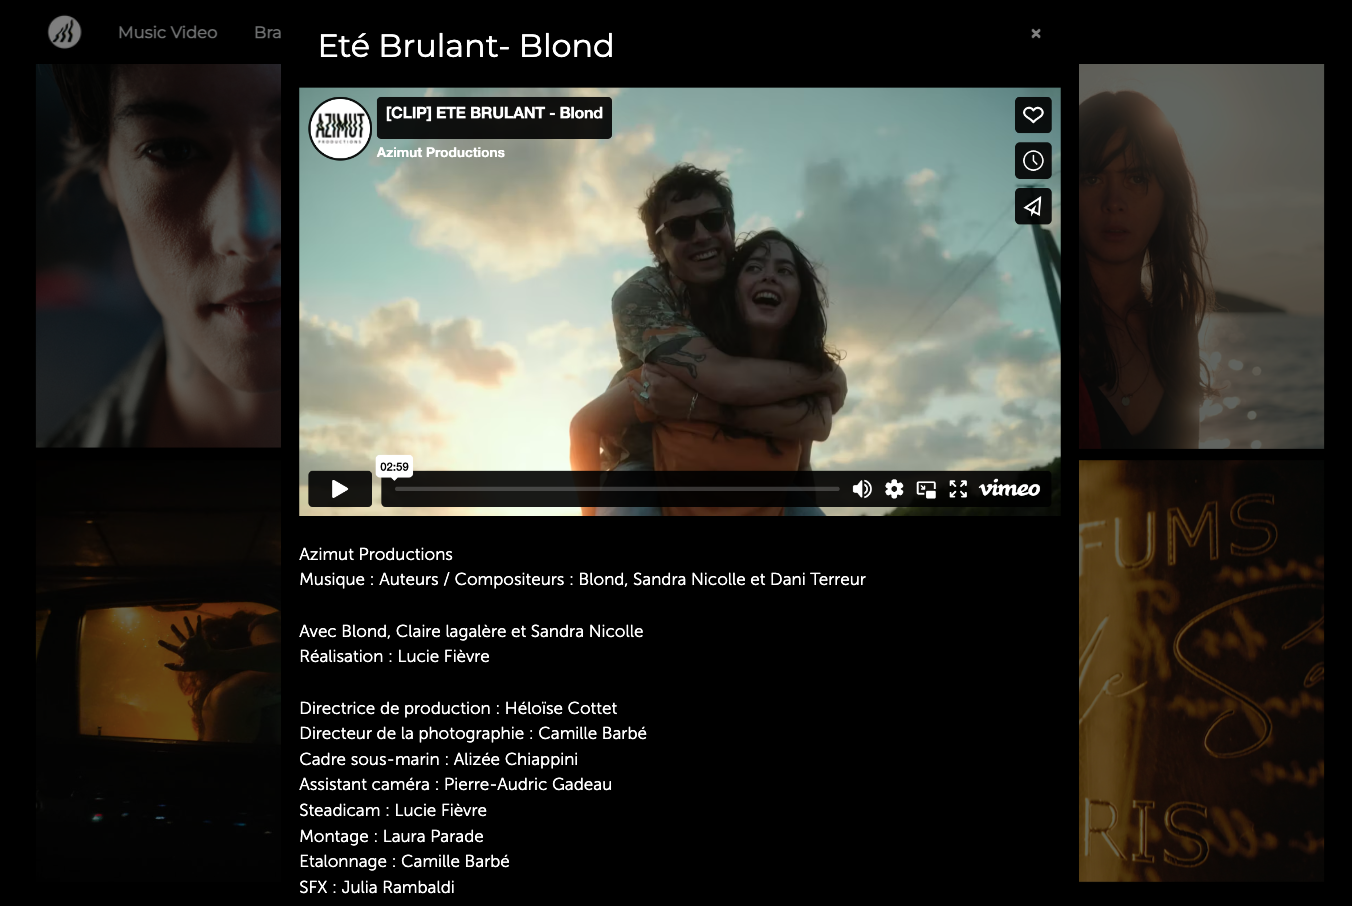 Music Video
Bra
Eté Brulant- Blond
×
AZIMUT
PRODUCTIONS
[CLIP] ETE BRULANT - Blond
Azimut Productions
02:59
vimeo
Azimut Productions
Musique : Auteurs / Compositeurs : Blond, Sandra Nicolle et Dani Terreur
Avec Blond, Claire lagalère et Sandra Nicolle
Réalisation : Lucie Fièvre
Directrice de production : Héloïse Cottet
Directeur de la photographie : Camille Barbé
Cadre sous-marin : Alizée Chiappini
Assistant caméra : Pierre-Audric Gadeau
Steadicam : Lucie Fièvre
Montage : Laura Parade
Etalonnage : Camille Barbé
SFX : Julia Rambaldi
FUMS
RIS